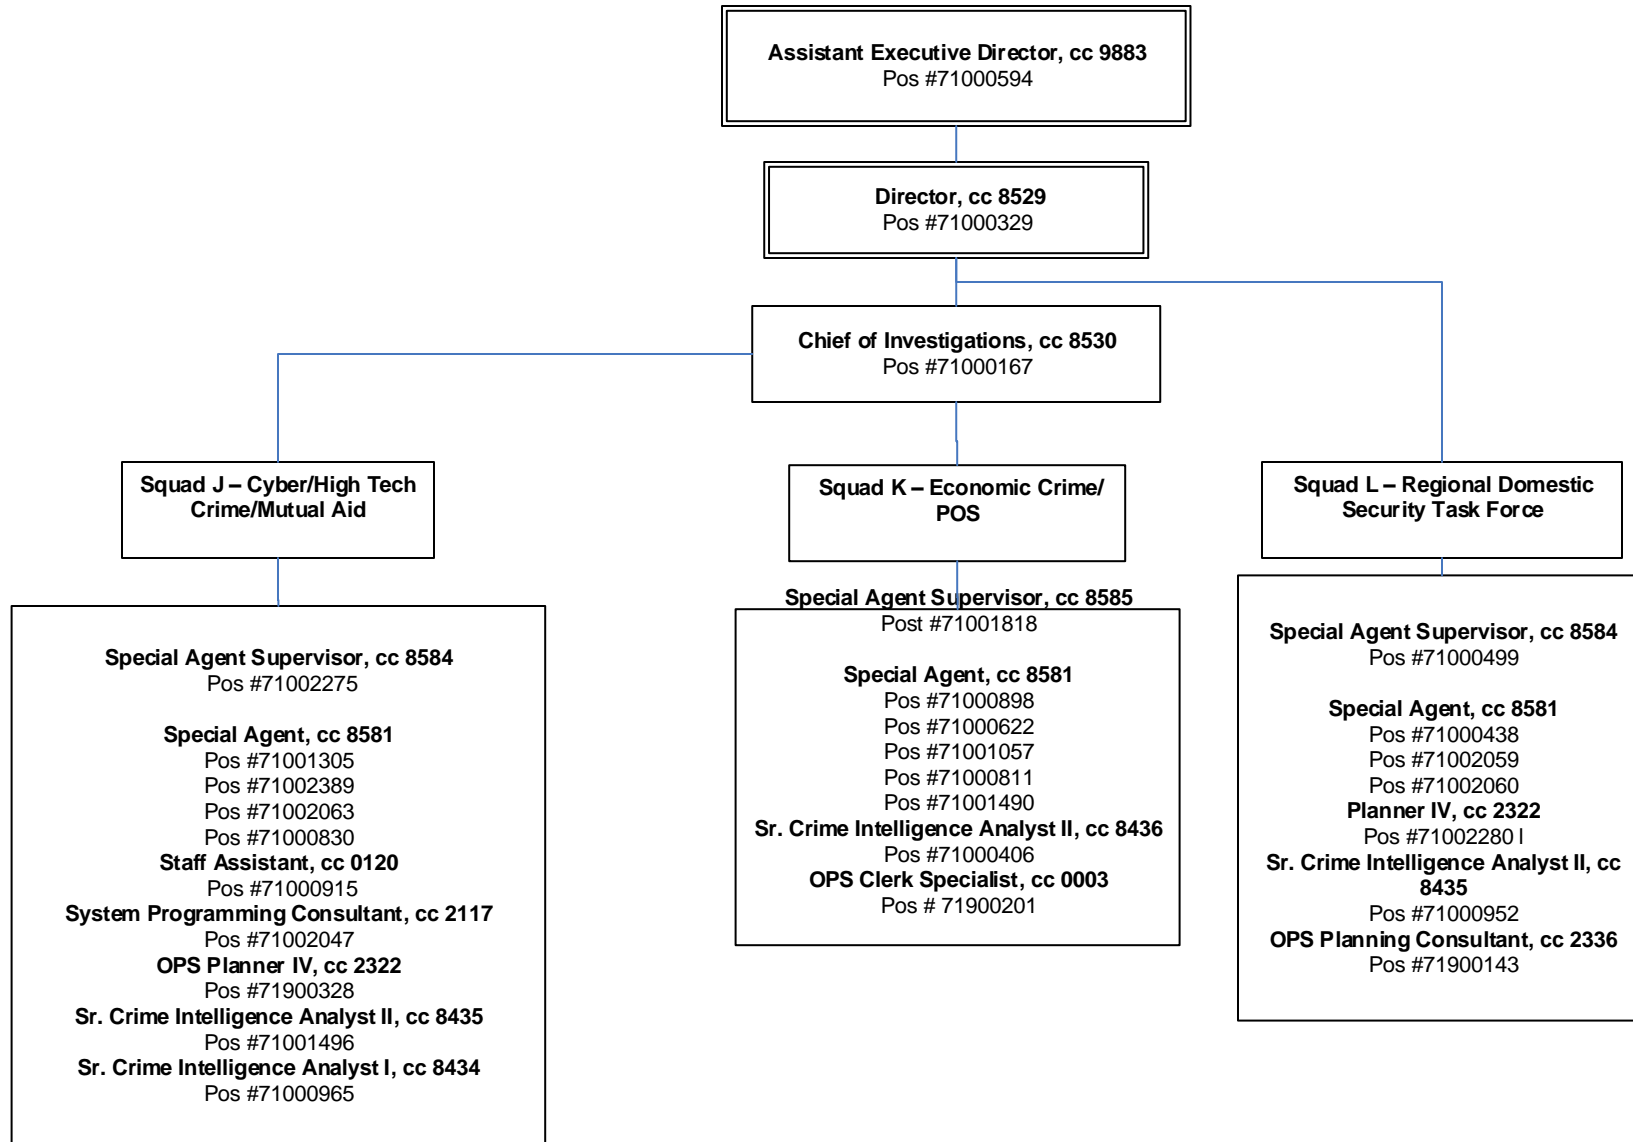 Assistant Executive Director, cc 9883
Pos #71000594
Director, cc 8529
Pos #71000329
Chief of Investigations, cc 8530
Pos #71000167
Squad J – Cyber/High Tech
Crime/Mutual Aid
Squad K – Economic Crime/
POS
Squad L – Regional Domestic
Security Task Force
Special Agent Supervisor, cc 8584
Pos #71002275
Special Agent, cc 8581
Pos #71001305
Pos #71002389
Pos #71002063
Pos #71000830
Staff Assistant, cc 0120
Pos #71000915
System Programming Consultant, cc 2117
Pos #71002047
OPS Planner IV, cc 2322
Pos #71900328
Sr. Crime Intelligence Analyst II, cc 8435
Pos #71001496
Sr. Crime Intelligence Analyst I, cc 8434
Pos #71000965
Special Agent Supervisor, cc 8585
Post #71001818
Special Agent, cc 8581
Pos #71000898
Pos #71000622
Pos #71001057
Pos #71000811
Pos #71001490
Sr. Crime Intelligence Analyst II, cc 8436
Pos #71000406
OPS Clerk Specialist, cc 0003
Pos # 71900201
Special Agent Supervisor, cc 8584
Pos #71000499
Special Agent, cc 8581
Pos #71000438
Pos #71002059
Pos #71002060
Planner IV, cc 2322
Pos #71002280 l
Sr. Crime Intelligence Analyst II, cc
8435
Pos #71000952
OPS Planning Consultant, cc 2336
Pos #71900143